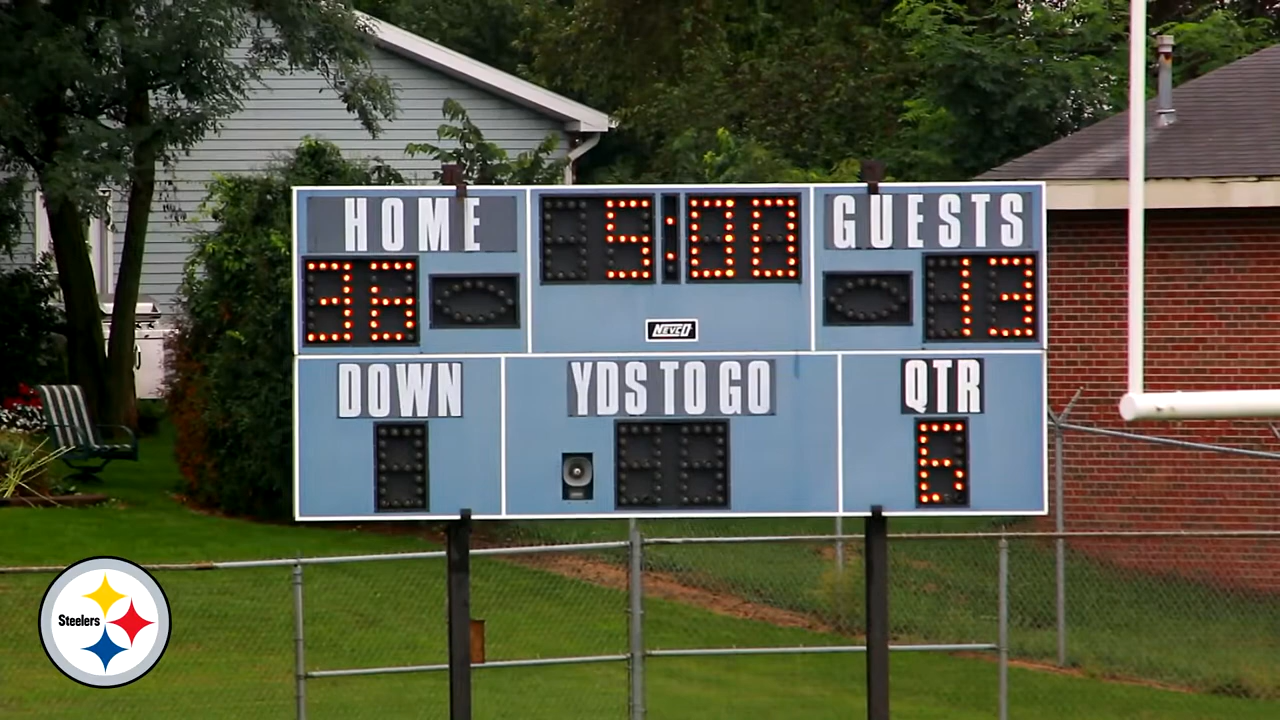 HOME
5:00
GUESTS
36
13
NEVCO
DOWN
YDS TO GO
QTR
6
Steelers